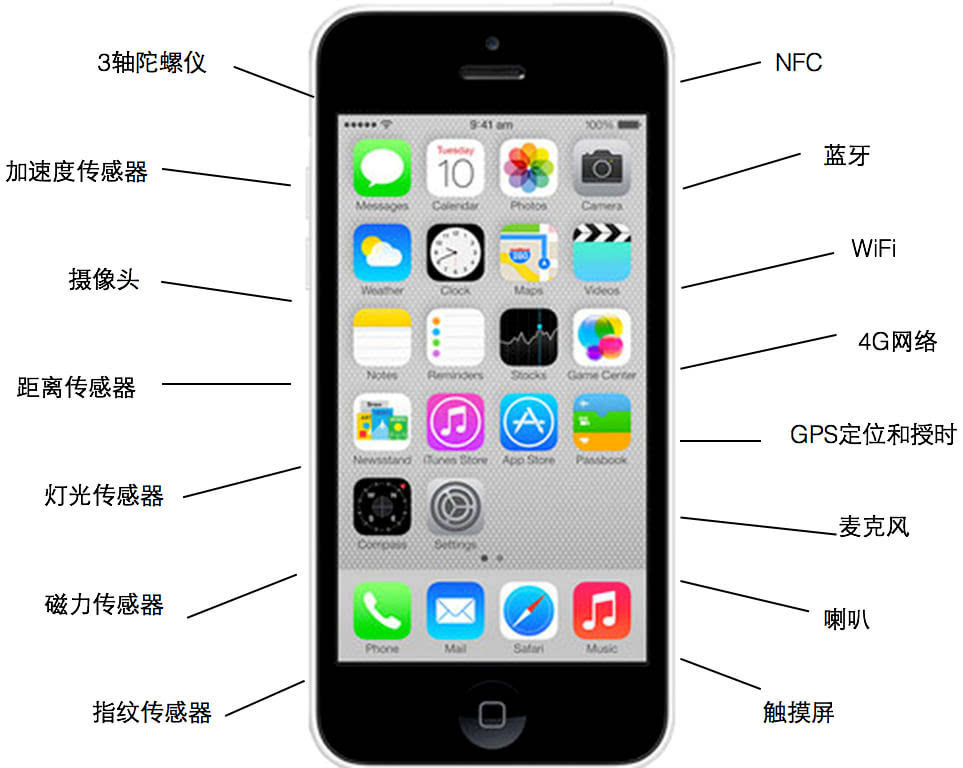 3轴陀螺仪
NFC
加速度传感器
蓝牙
摄像头
WiFi
距离传感器
4G网络
灯光传感器
GPS定位和授时
磁力传感器
麦克风
指纹传感器
喇叭
触摸屏
9:41 am 100%
Tuesday
10
Messages Calendar Photos Camera
280
Weather Clock Maps Videos
Notes Reminders Stocks Game Center
Newsstand iTunes Store App Store Passbook
Compass Settings
Phone Mail Safari Music